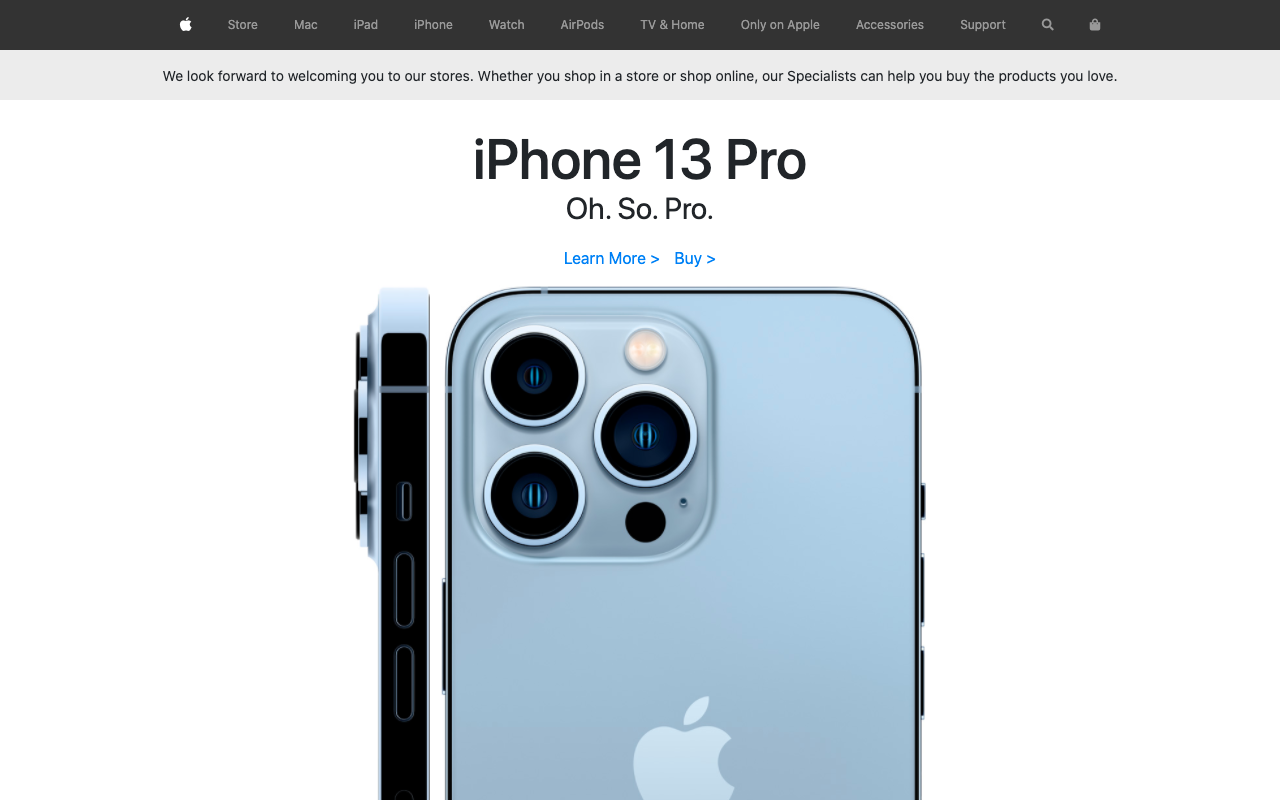 Store Mac iPad iPhone Watch AirPods TV & Home Only on Apple Accessories Support
We look forward to welcoming you to our stores. Whether you shop in a store or shop online, our Specialists can help you buy the products you love.
iPhone 13 Pro
Oh. So. Pro.
Learn More > Buy >